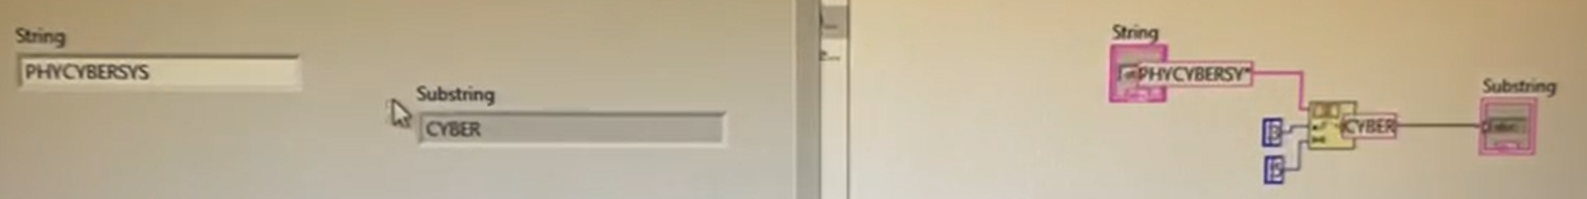 String
PHYCYBERSYS
Substring
CYBER
String
PHYCYBERSY*
Substring
CYBER